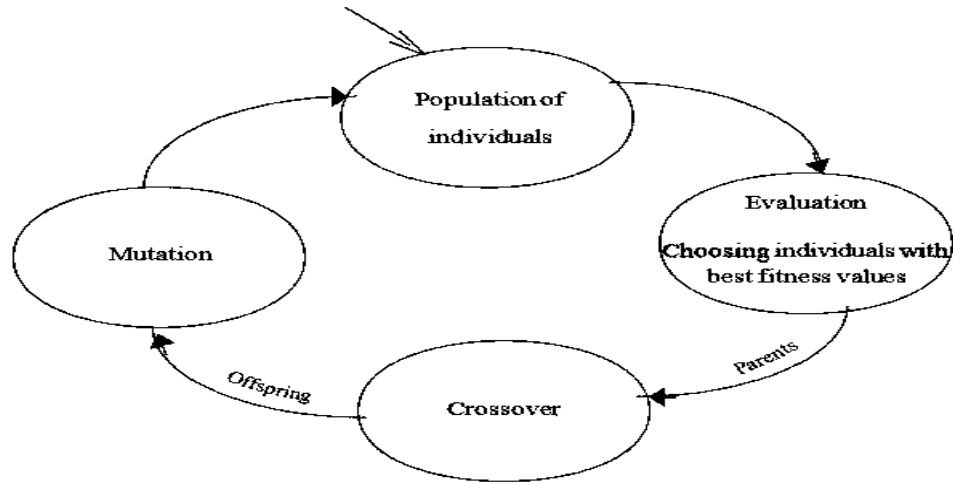 Population of
individuals
Evaluation
Choosing individuals with
best fitness values
Parents
Crossover
Offspring
Mutation